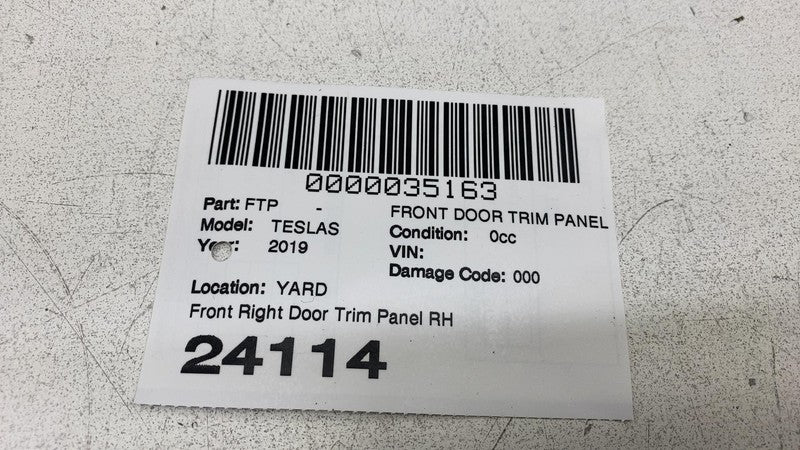 0000035163
Part: FTP - FRONT DOOR TRIM PANEL
Model: TESLAS Condition: 0cc
Year: 2019 VIN:
Damage Code: 000
Location: YARD
Front Right Door Trim Panel RH
24114